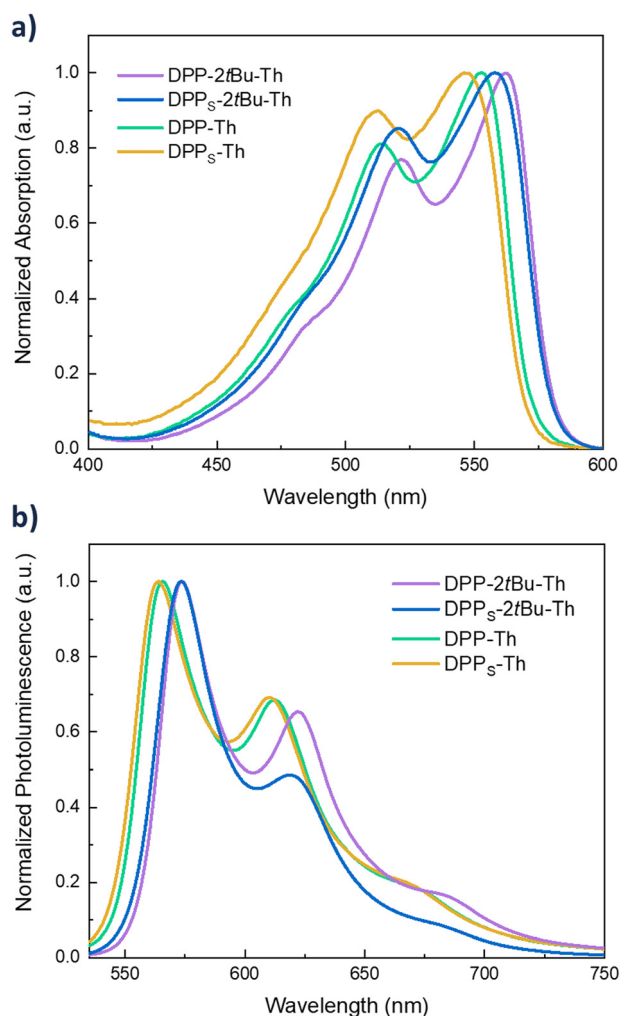 a)
DPP-2tBu-Th
DPPS-2tBu-Th
DPP-Th
DPPS-Th
Normalized Absorption (a.u.)
1.0
0.8
0.6
0.4
0.2
0.0
400 450 500 550 600
Wavelength (nm)
b)
DPP-2tBu-Th
DPPS-2tBu-Th
DPP-Th
DPPS-Th
Normalized Photoluminescence (a.u.)
1.0
0.8
0.6
0.4
0.2
0.0
550 600 650 700 750
Wavelength (nm)